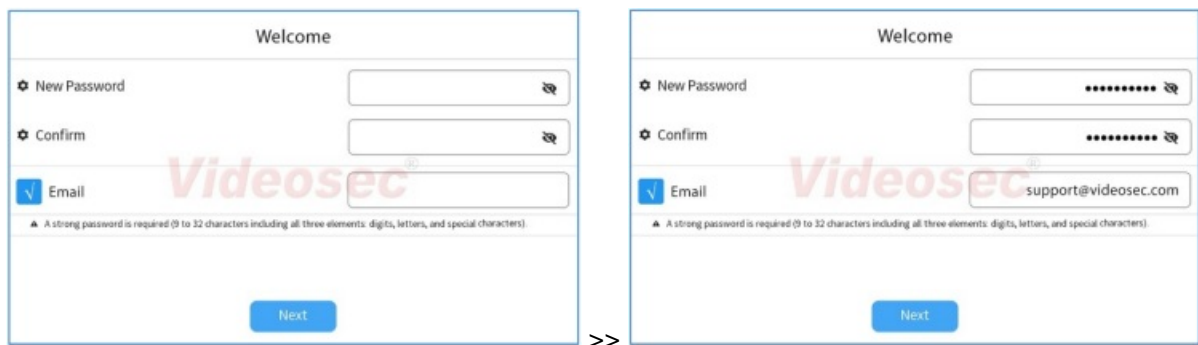 Welcome
New Password
Confirm
√ Email
Videosec®
A strong password is required (9 to 32 characters including all three elements: digits, letters, and special characters).
Next
>>
Welcome
New Password ••••••••••
Confirm ••••••••••
√ Email support@videosec.com
Videosec®
A strong password is required (9 to 32 characters including all three elements: digits, letters, and special characters).
Next